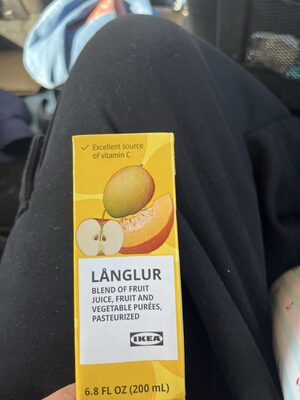 ✓ Excellent source
of vitamin C
LÅNGLUR
BLEND OF FRUIT
JUICE, FRUIT AND
VEGETABLE PURÉES,
PASTEURIZED
IKEA
6.8 FL OZ (200 mL)